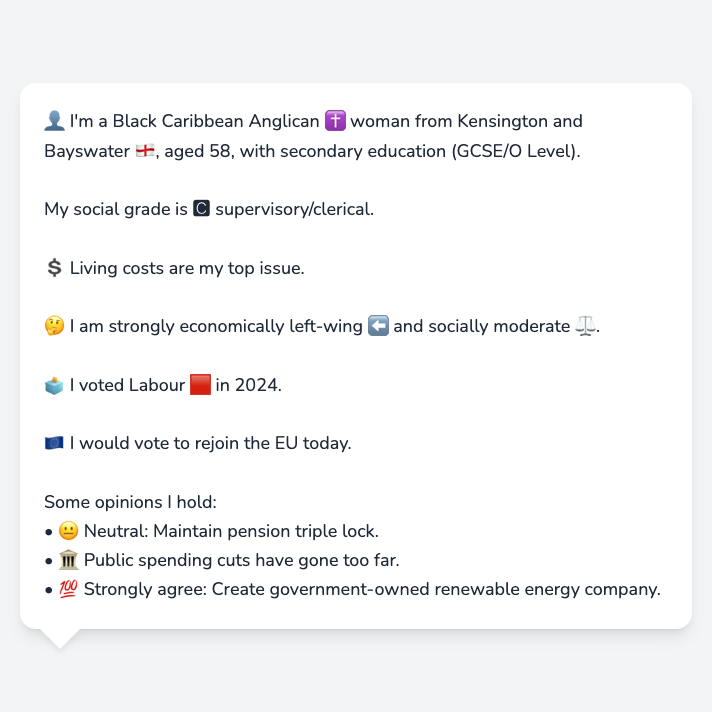 👤 I'm a Black Caribbean Anglican ✝️ woman from Kensington and
Bayswater 🏴󠁧󠁢󠁥󠁮󠁧󠁿, aged 58, with secondary education (GCSE/O Level).
My social grade is 🅲 supervisory/clerical.
💲 Living costs are my top issue.
🤔 I am strongly economically left-wing ⬅️ and socially moderate ⚖️.
🗳️ I voted Labour 🟥 in 2024.
🇪🇺 I would vote to rejoin the EU today.
Some opinions I hold:
• 😐 Neutral: Maintain pension triple lock.
• 🏛️ Public spending cuts have gone too far.
• 💯 Strongly agree: Create government-owned renewable energy company.